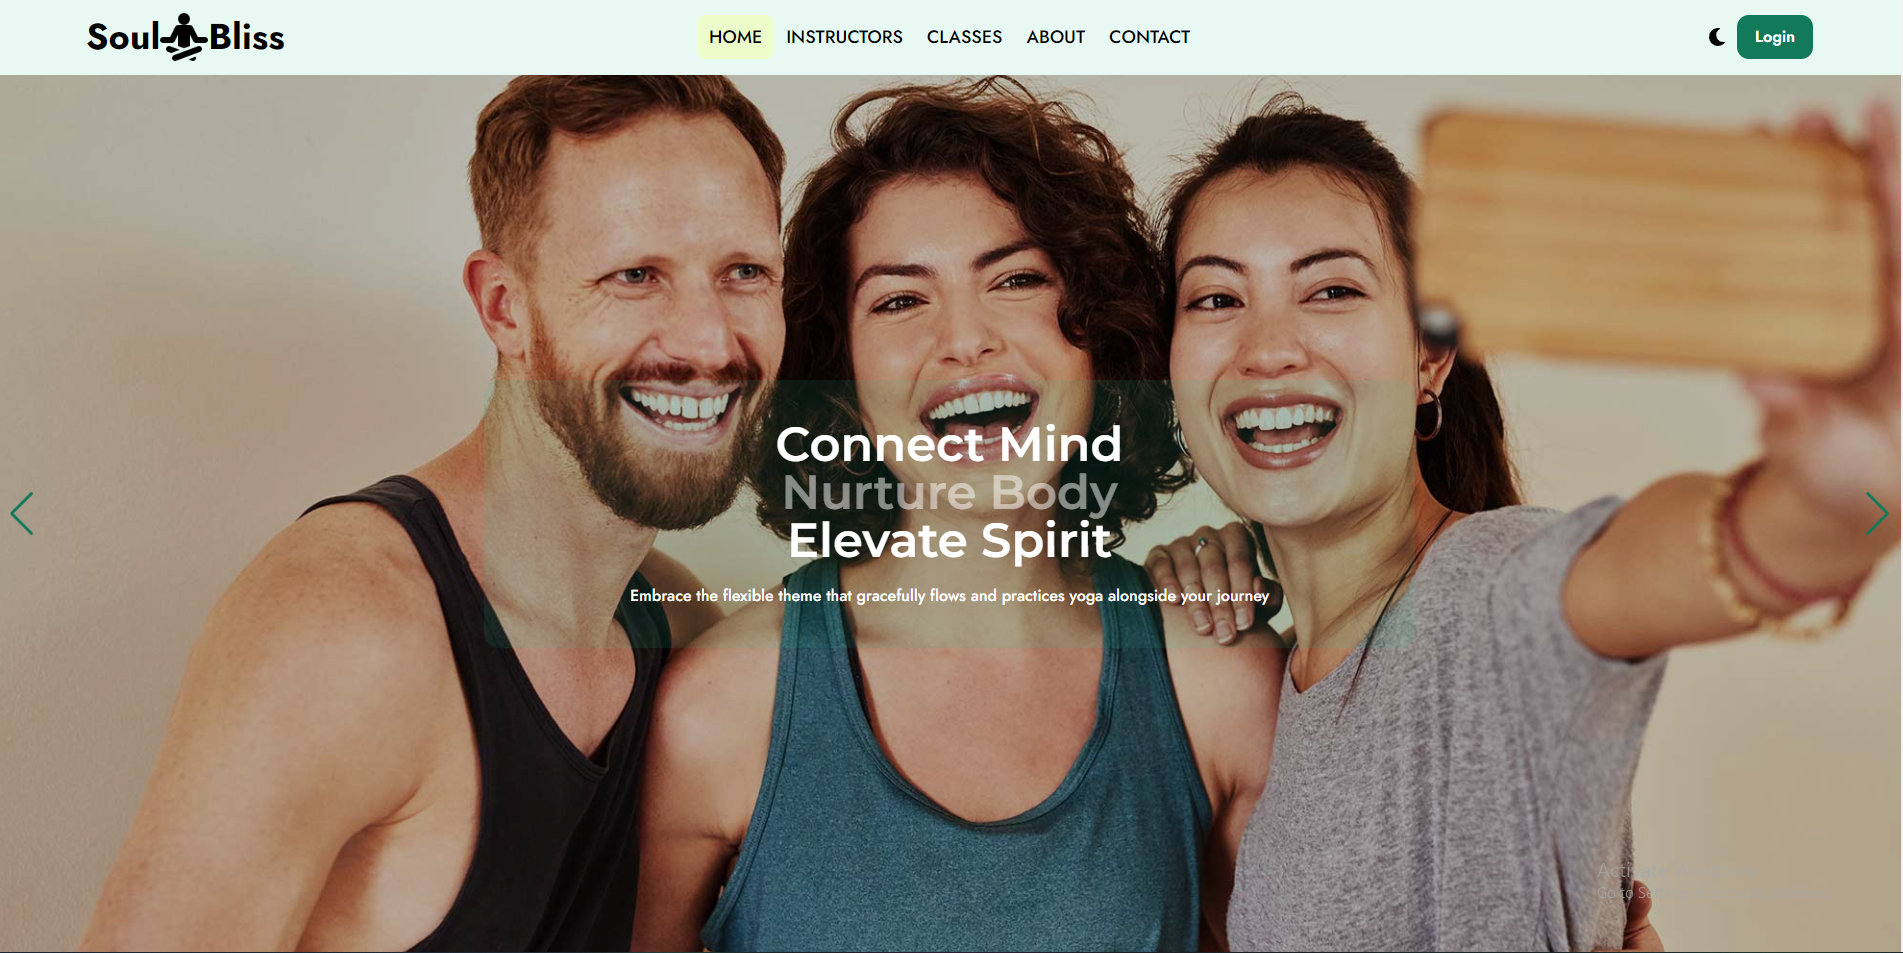 Soul Bliss
HOME INSTRUCTORS CLASSES ABOUT CONTACT
Login
Connect Mind
Nurture Body
Elevate Spirit
Embrace the flexible theme that gracefully flows and practices yoga alongside your journey